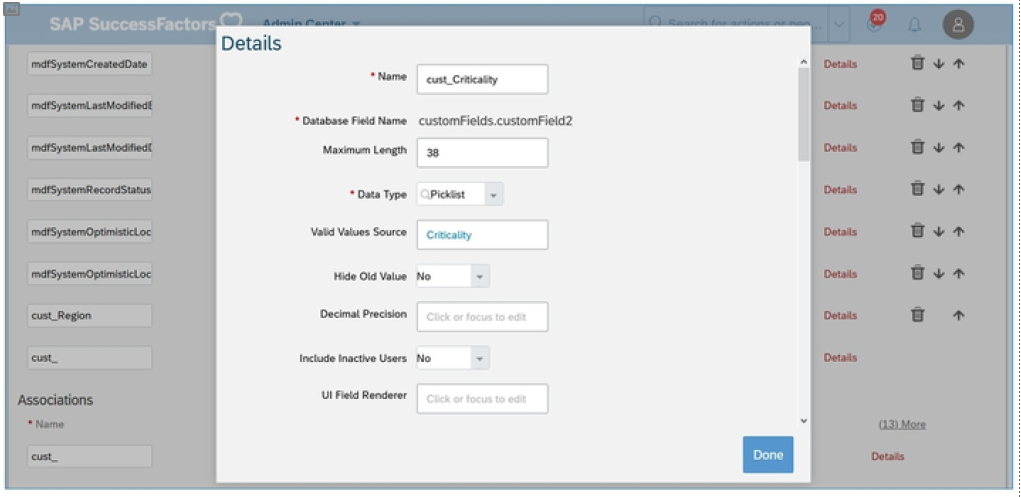 SAP SuccessFactors
Admin Center
Search for actions or peo...
20
Details
mdfSystemCreatedDate
Details
mdfSystemLastModifiedB
Details
mdfSystemLastModifiedD
Details
mdfSystemRecordStatus
Details
mdfSystemOptimisticLoc
Details
mdfSystemOptimisticLoc
Details
cust_Region
Details
cust_
Details
Associations
* Name
(13) More
cust_
Details
* Name cust_Criticality
* Database Field Name customFields.customField2
Maximum Length 38
* Data Type Picklist
Valid Values Source Criticality
Hide Old Value No
Decimal Precision Click or focus to edit
Include Inactive Users No
UI Field Renderer Click or focus to edit
Done